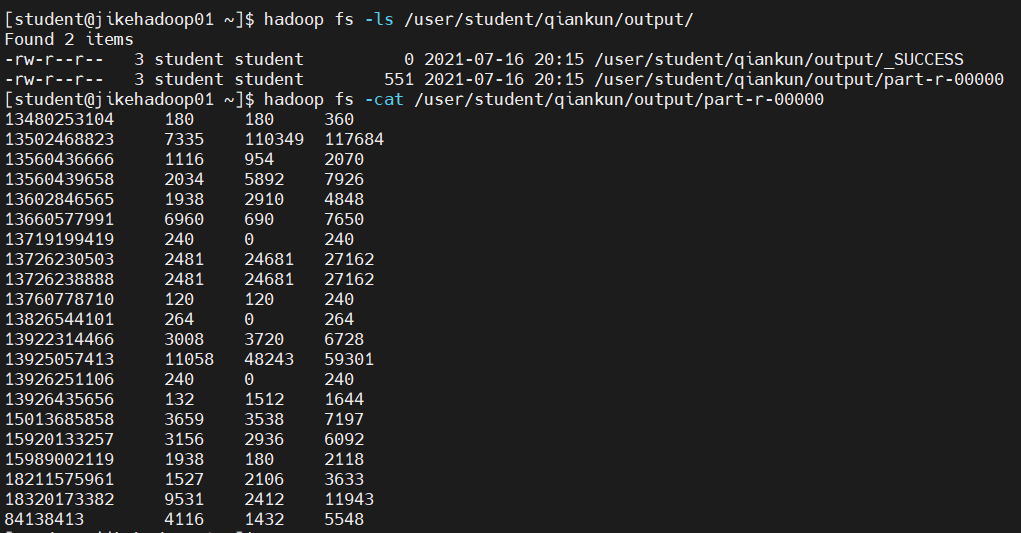 [student@jikehadoop01 ~]$ hadoop fs -ls /user/student/qiankun/output/
Found 2 items
-rw-r--r--   3 student student          0 2021-07-16 20:15 /user/student/qiankun/output/_SUCCESS
-rw-r--r--   3 student student        551 2021-07-16 20:15 /user/student/qiankun/output/part-r-00000
[student@jikehadoop01 ~]$ hadoop fs -cat /user/student/qiankun/output/part-r-00000
13480253104     180     180     360
13502468823     7335    110349  117684
13560436666     1116    954     2070
13560439658     2034    5892    7926
13602846565     1938    2910    4848
13660577991     6960    690     7650
13719199419     240     0       240
13726230503     2481    24681   27162
13726238888     2481    24681   27162
13760778710     120     120     240
13826544101     264     0       264
13922314466     3008    3720    6728
13925057413     11058   48243   59301
13926251106     240     0       240
13926435656     132     1512    1644
15013685858     3659    3538    7197
15920133257     3156    2936    6092
15989002119     1938    180     2118
18211575961     1527    2106    3633
18320173382     9531    2412    11943
84138413        4116    1432    5548